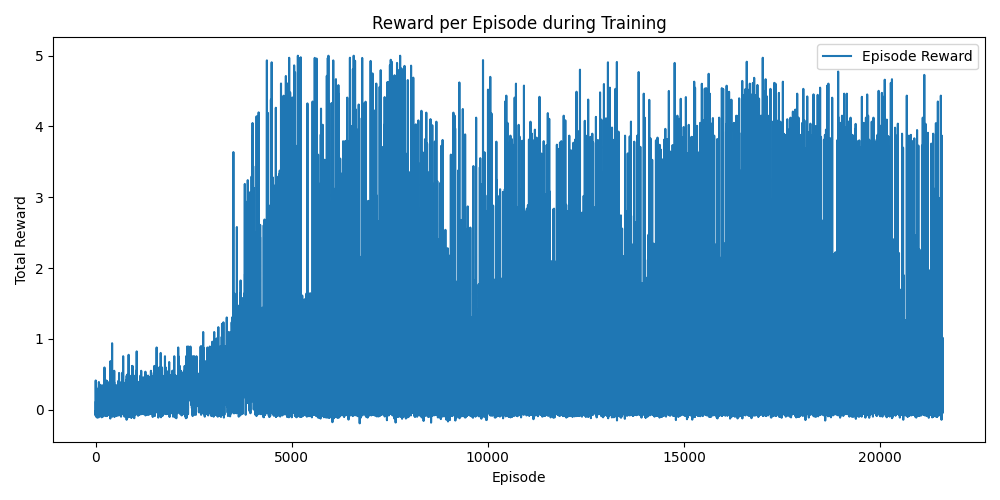 Reward per Episode during Training
Episode Reward
Total Reward
5
4
3
2
1
0
0
5000
10000
15000
20000
Episode